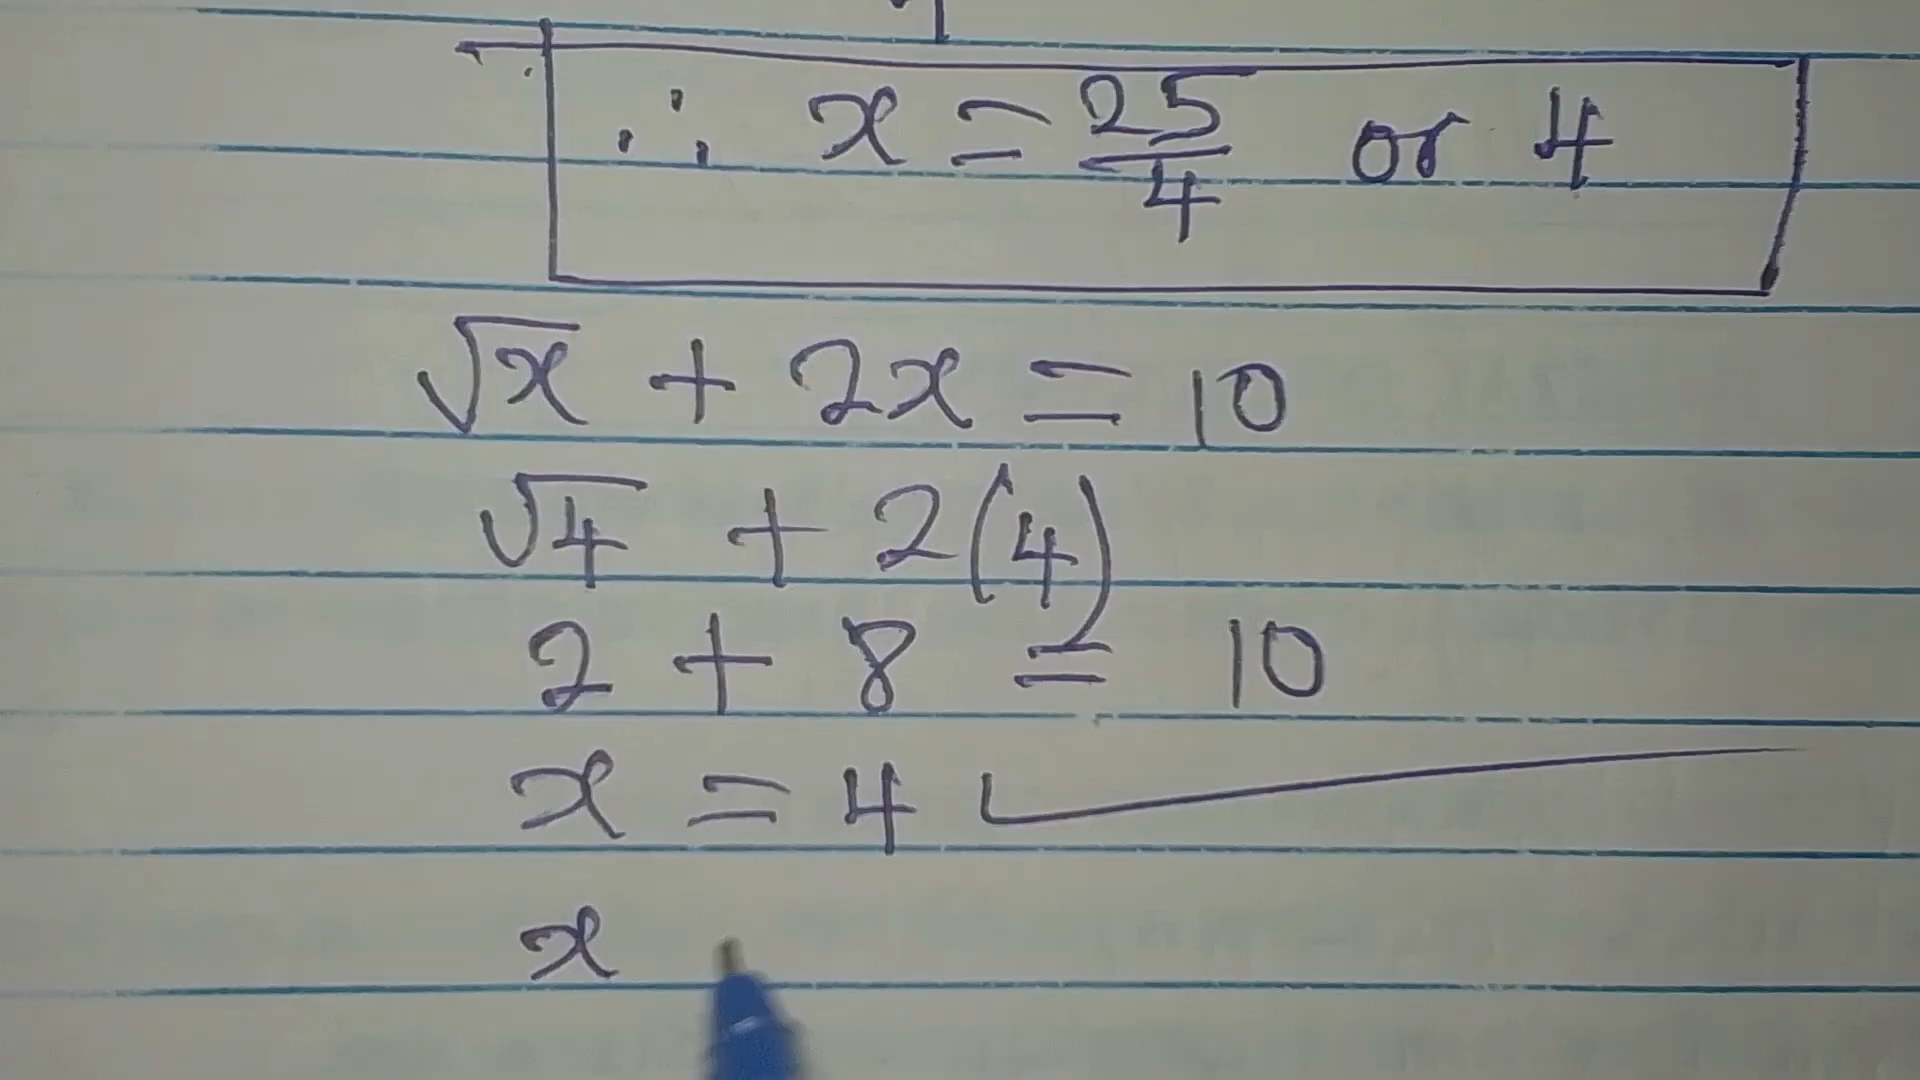 ∴ x = 25/4 or 4
√x + 2x = 10
√4 + 2(4)
2 + 8 = 10
x = 4 ✓
x